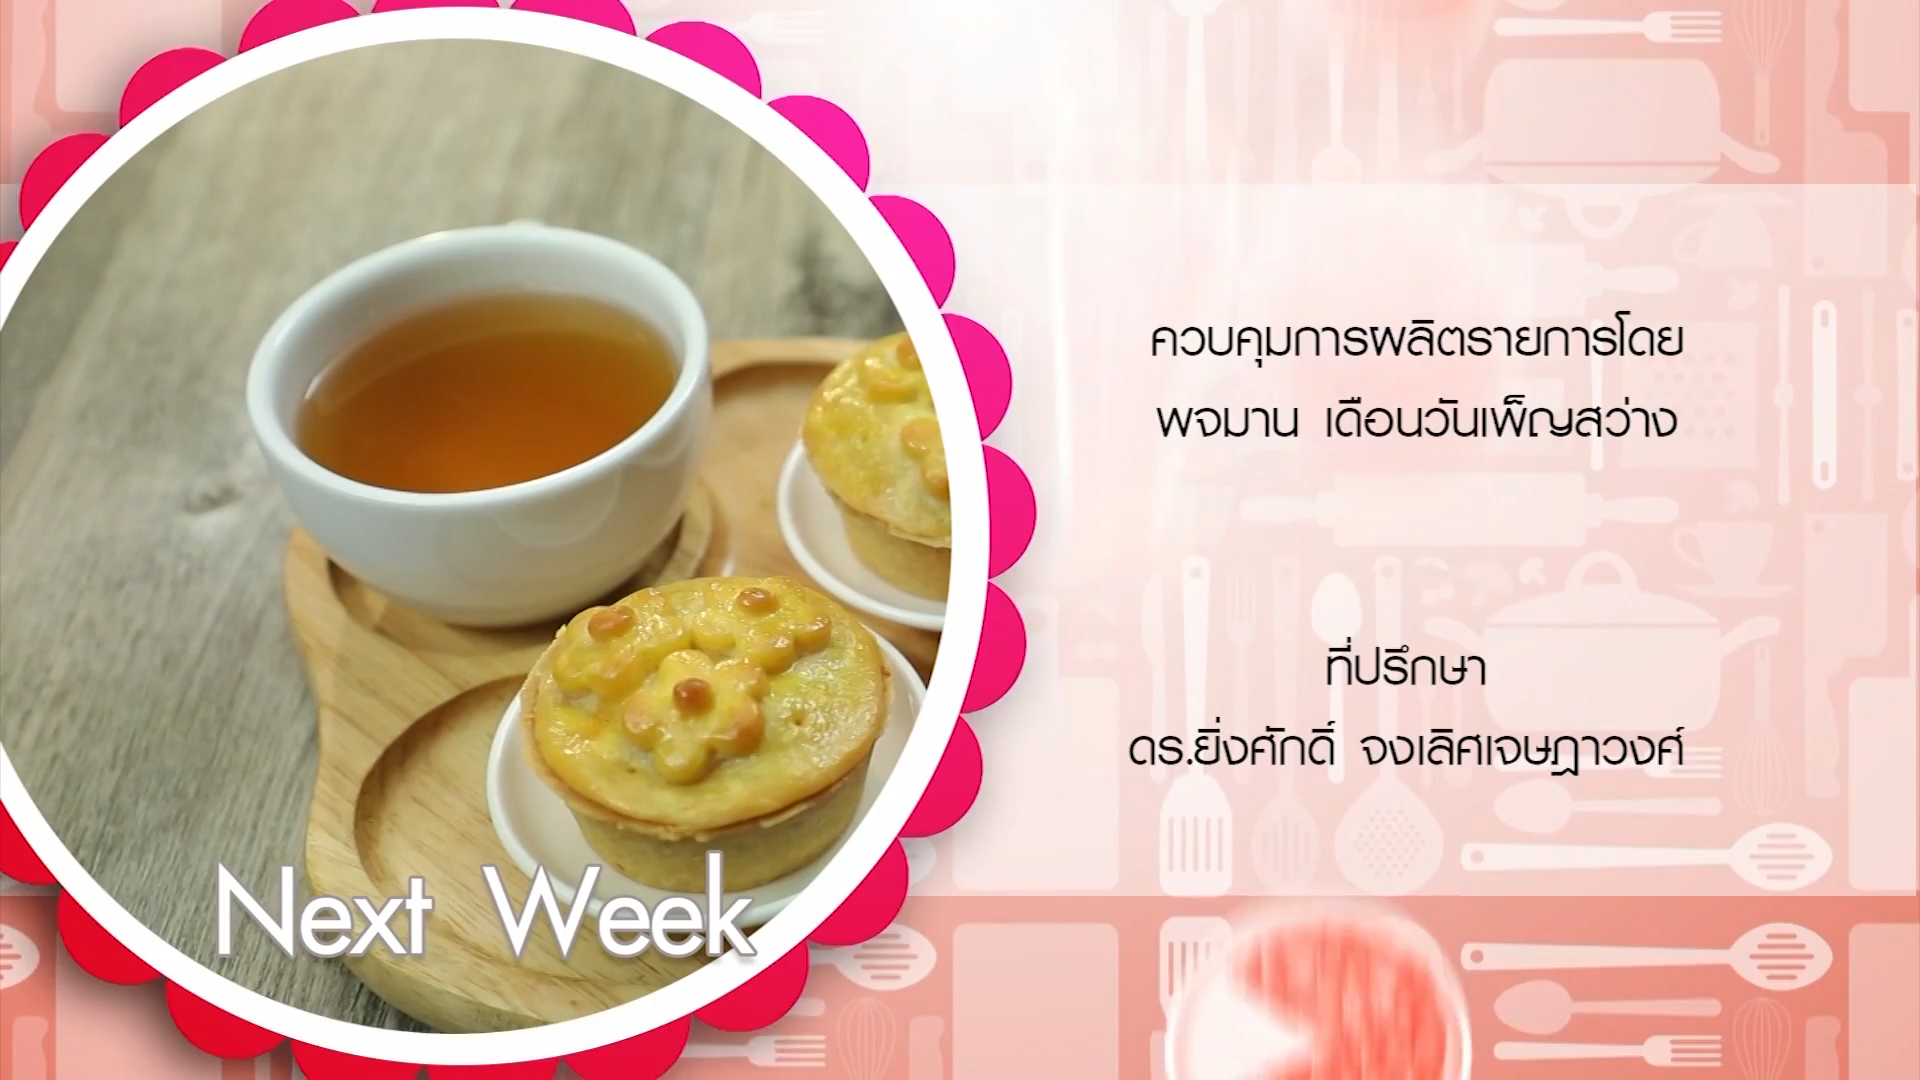 ควบคุมการผลิตรายการโดย
พจมาน เดือนวันเพ็ญสว่าง
ที่ปรึกษา
ดร.ยิ่งศักดิ์ จงเลิศเจษฎาวงศ์
Next Week